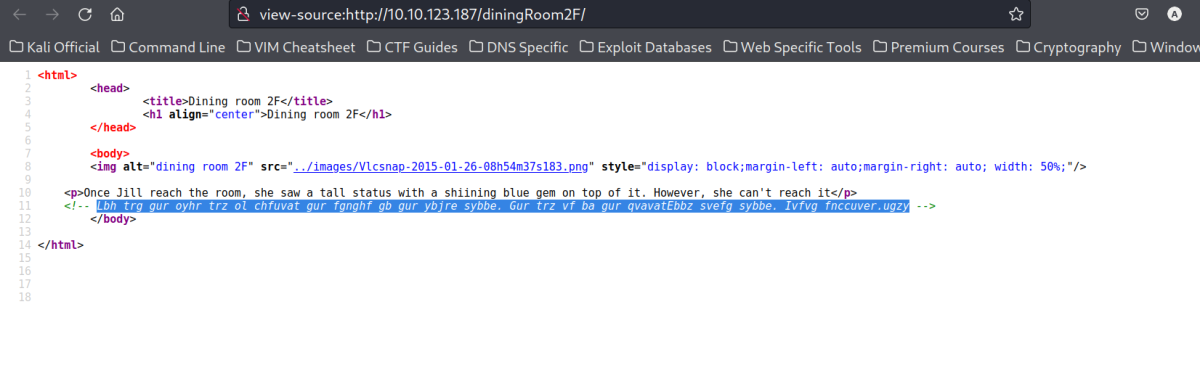 view-source:http://10.10.123.187/diningRoom2F/
A
Kali Official Command Line VIM Cheatsheet CTF Guides DNS Specific Exploit Databases Web Specific Tools Premium Courses Cryptography Window
1 <html>
2 <head>
3 <title>Dining room 2F</title>
4 <h1 align="center">Dining room 2F</h1>
5 </head>
6
7 <body>
8 <img alt="dining room 2F" src="../images/Vlcsnap-2015-01-26-08h54m37s183.png" style="display: block;margin-left: auto;margin-right: auto; width: 50%;"/>
9
10 <p>Once Jill reach the room, she saw a tall status with a shiining blue gem on top of it. However, she can't reach it</p>
11 <!-- Lbh trg gur oyhr trz ol chfuvat gur fgnghf gb gur ybjre sybbe. Gur trz vf ba gur qvavatEbbz svefg sybbe. Ivfvg fnccuver.ugzy -->
12 </body>
13
14 </html>
15
16
17
18